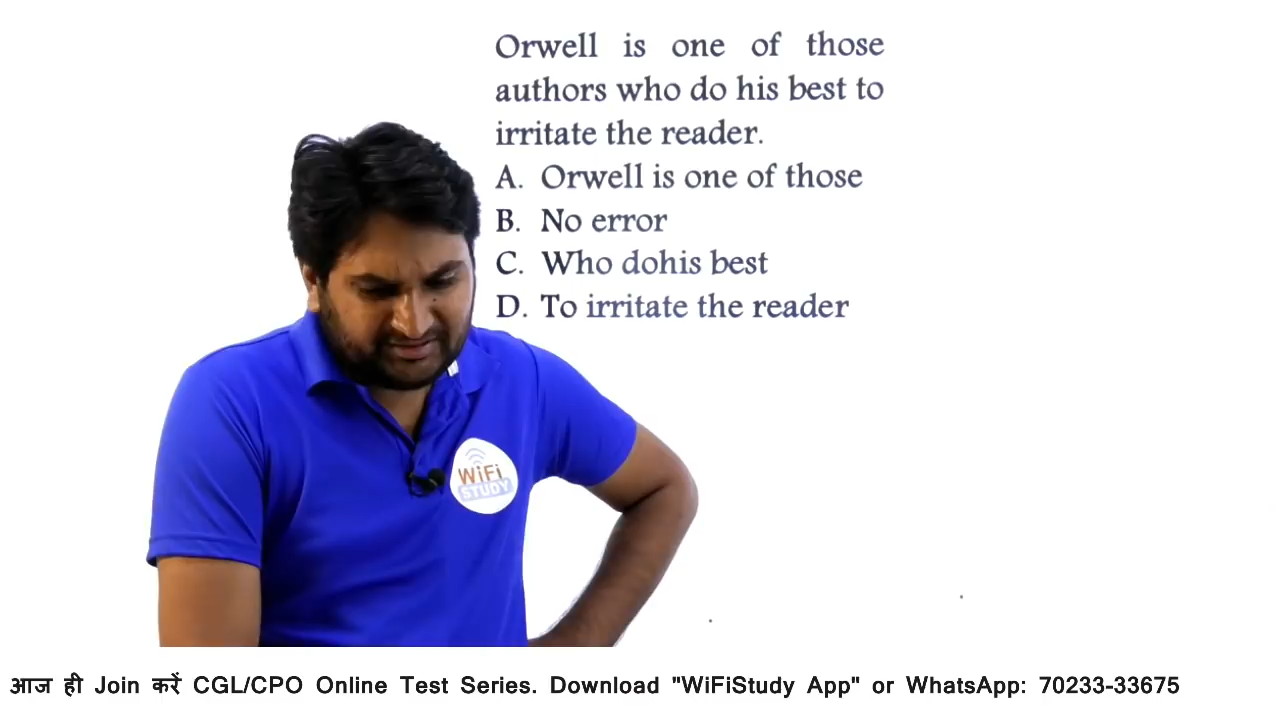 Orwell is one of those
authors who do his best to
irritate the reader.
A. Orwell is one of those
B. No error
C. Who dohis best
D. To irritate the reader
WiFi
STUDY
आज ही Join करें CGL/CPO Online Test Series. Download "WiFiStudy App" or WhatsApp: 70233-33675